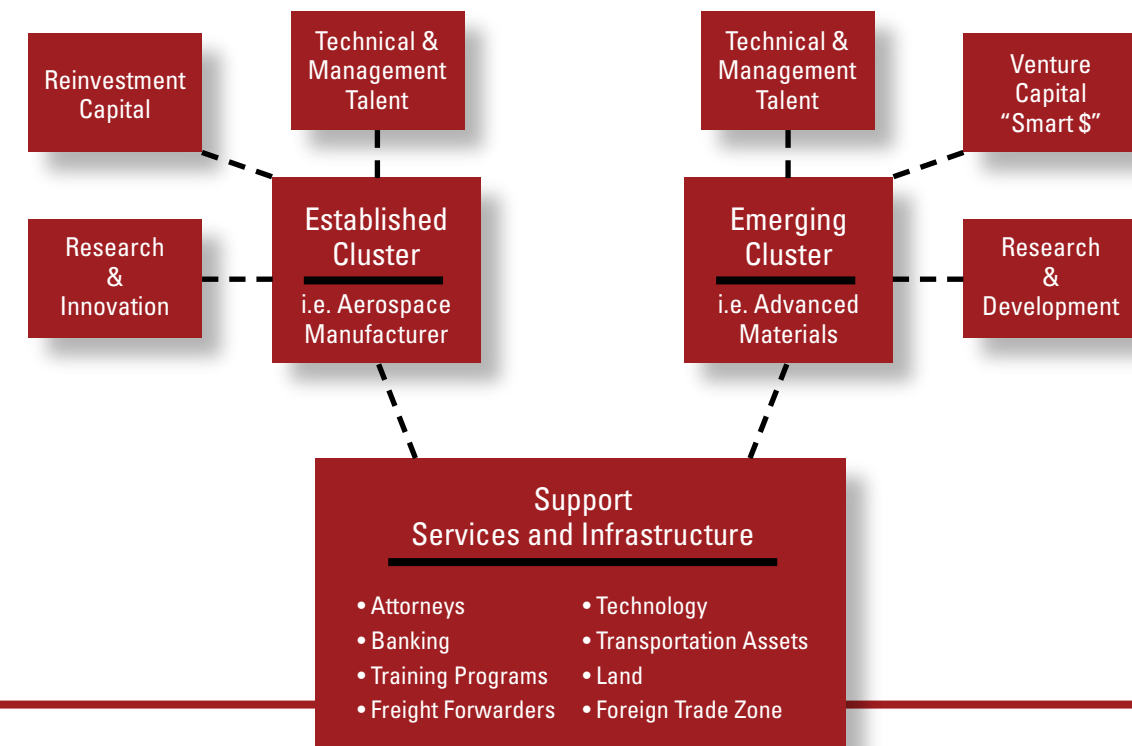 Reinvestment
Capital
Technical &
Management
Talent
Technical &
Management
Talent
Venture
Capital
“Smart $”
Research
&
Innovation
Established
Cluster
i.e. Aerospace
Manufacturer
Emerging
Cluster
i.e. Advanced
Materials
Research
&
Development
Support
Services and Infrastructure
• Attorneys
• Banking
• Training Programs
• Freight Forwarders
• Technology
• Transportation Assets
• Land
• Foreign Trade Zone